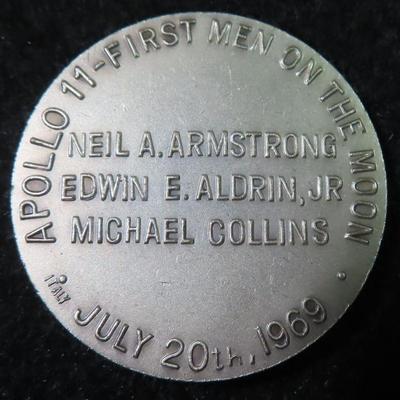 APOLLO 11-FIRST MEN ON THE MOON
NEIL A. ARMSTRONG
EDWIN E. ALDRIN, JR
MICHAEL COLLINS
ITALY
JULY 20th, 1969